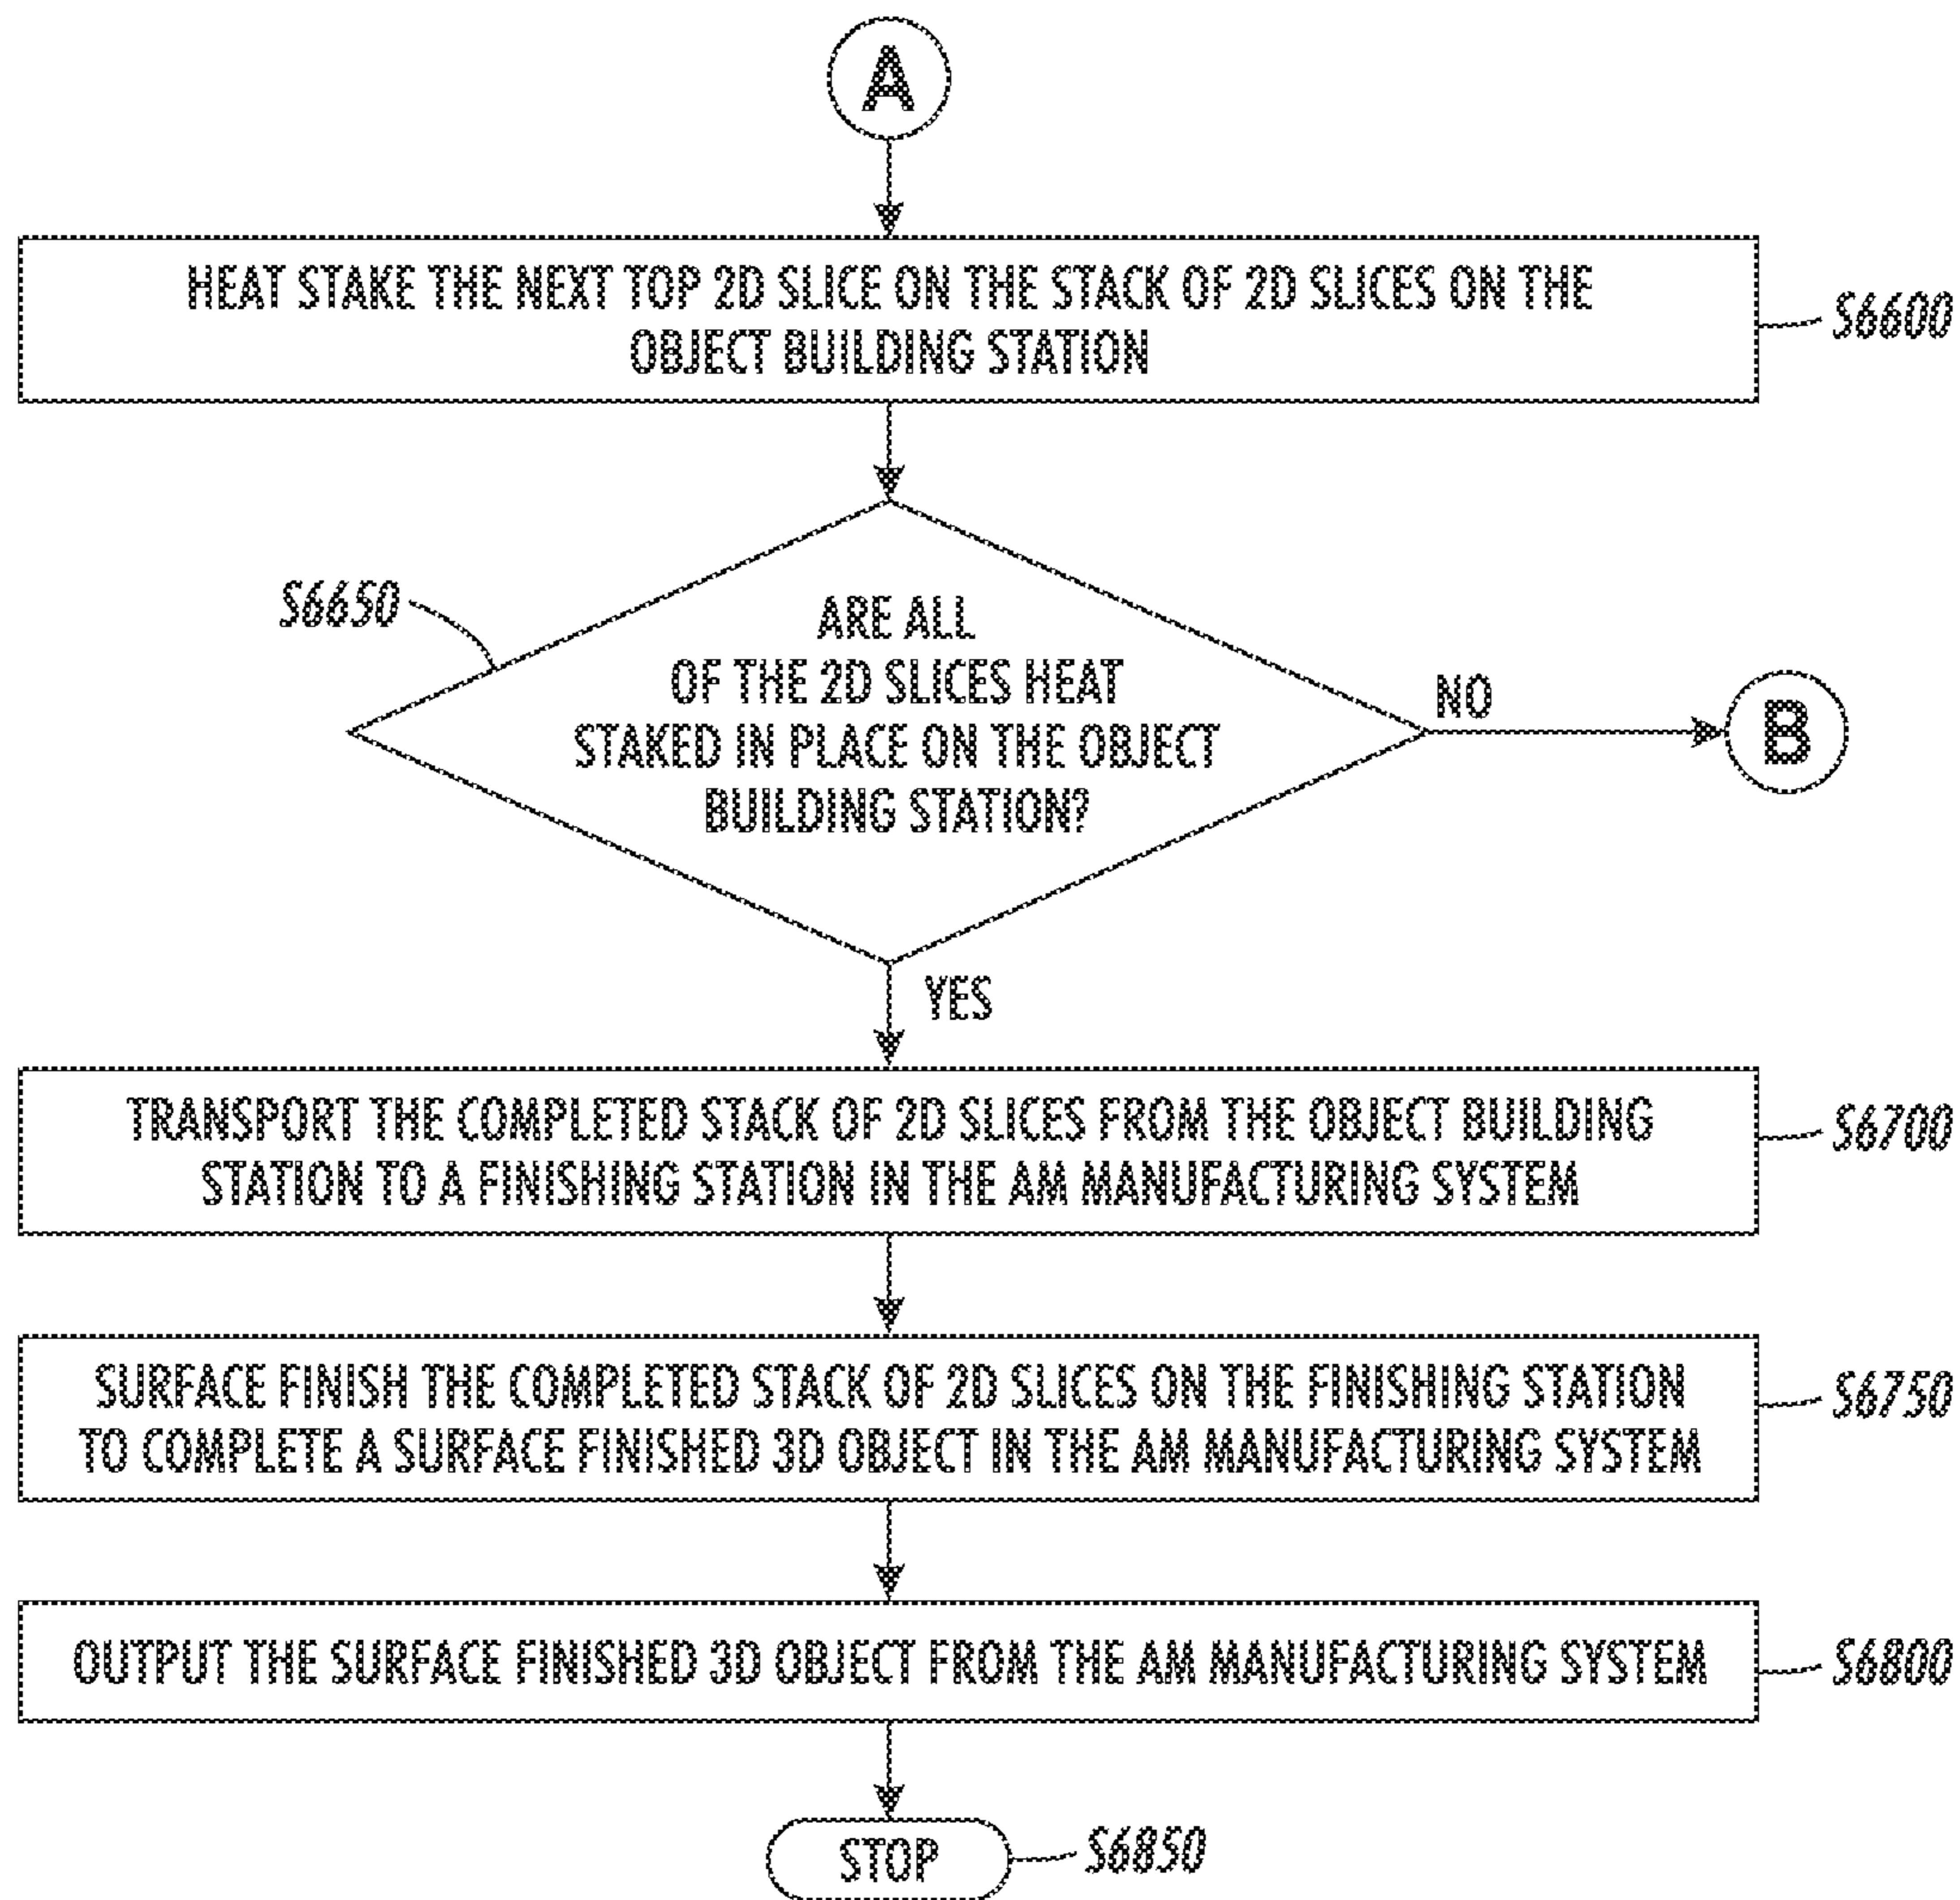 A
HEAT STAKE THE NEXT TOP 2D SLICE ON THE STACK OF 2D SLICES ON THE
OBJECT BUILDING STATION
S6600
S6650
ARE ALL
OF THE 2D SLICES HEAT
STAKED IN PLACE ON THE OBJECT
BUILDING STATION?
NO
B
YES
TRANSPORT THE COMPLETED STACK OF 2D SLICES FROM THE OBJECT BUILDING
STATION TO A FINISHING STATION IN THE AM MANUFACTURING SYSTEM
S6700
SURFACE FINISH THE COMPLETED STACK OF 2D SLICES ON THE FINISHING STATION
TO COMPLETE A SURFACE FINISHED 3D OBJECT IN THE AM MANUFACTURING SYSTEM
S6750
OUTPUT THE SURFACE FINISHED 3D OBJECT FROM THE AM MANUFACTURING SYSTEM
S6800
STOP
S6850